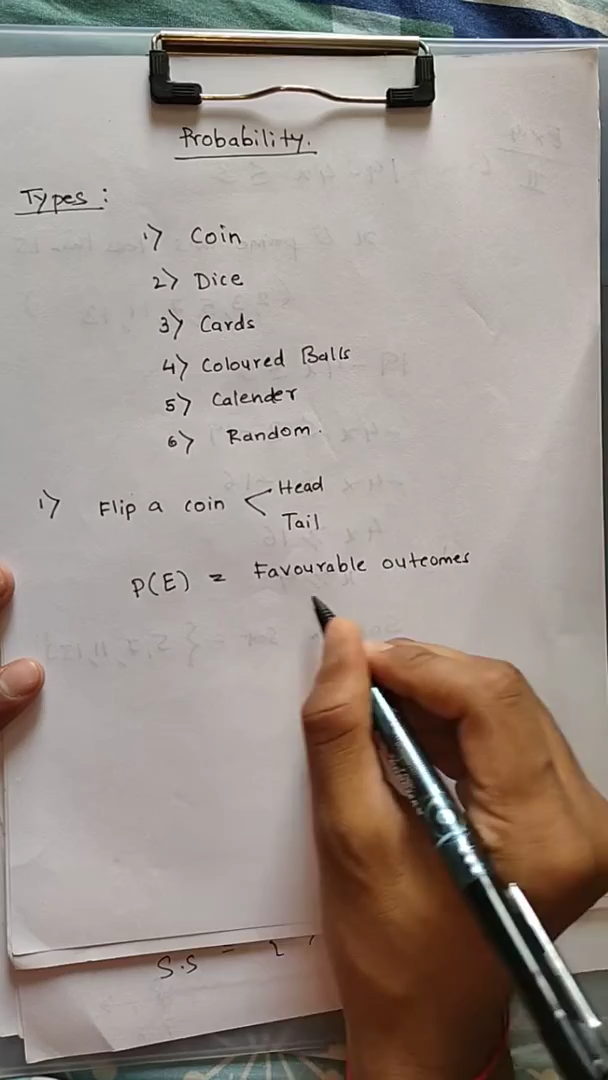 Probability.
Types :
1) Coin
2) Dice
3) Cards
4) Coloured Balls
5) Calender
6) Random.
1) Flip a coin < Head
Tail
P(E) = Favourable outcomes
S.S -